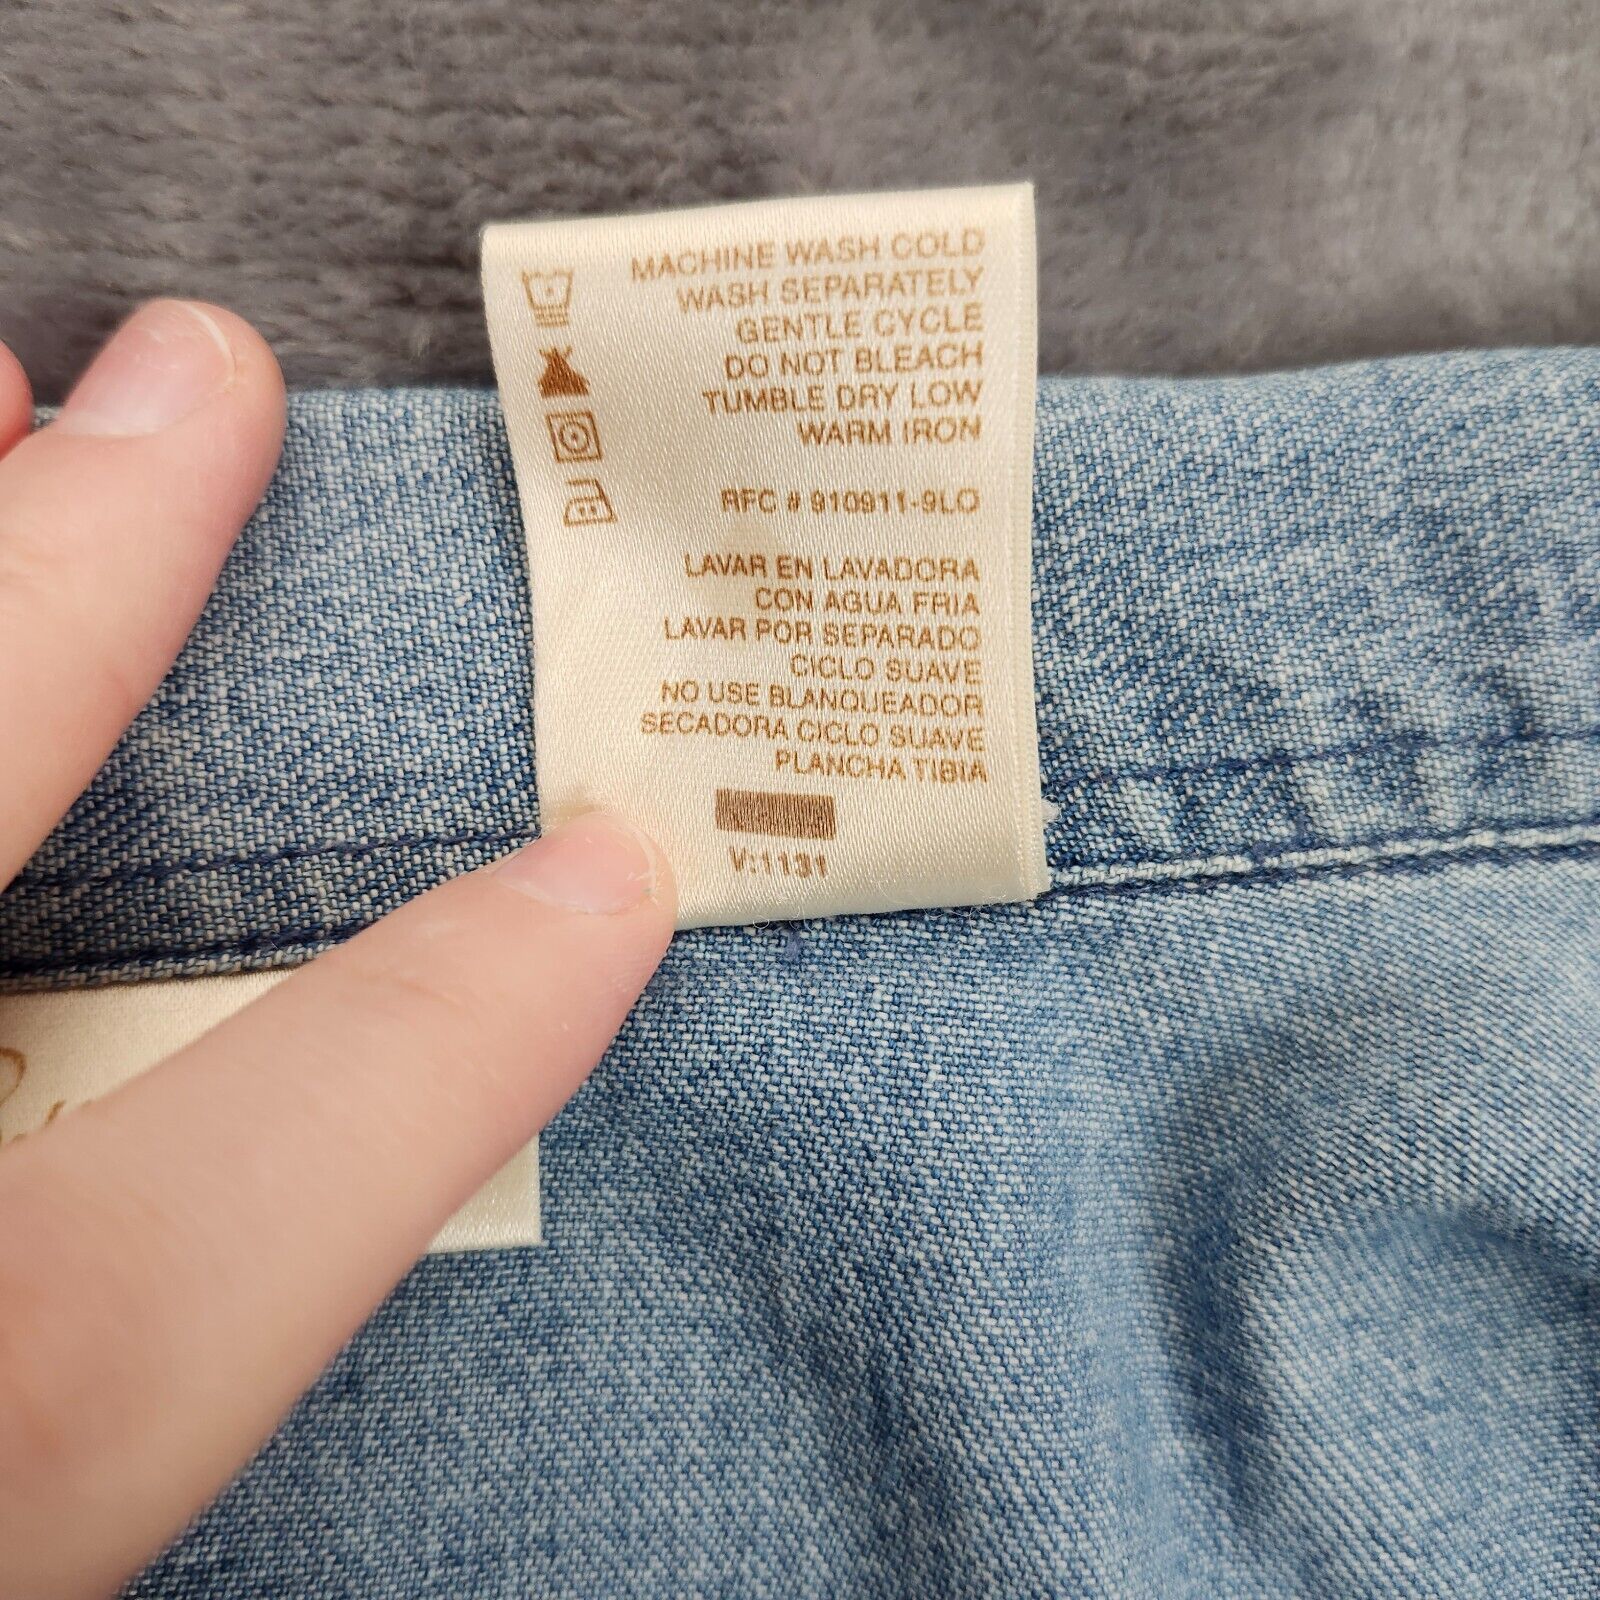 MACHINE WASH COLD
WASH SEPARATELY
GENTLE CYCLE
DO NOT BLEACH
TUMBLE DRY LOW
WARM IRON
RFC # 910911-9LO
LAVAR EN LAVADORA
CON AGUA FRIA
LAVAR POR SEPARADO
CICLO SUAVE
NO USE BLANQUEADOR
SECADORA CICLO SUAVE
PLANCHA TIBIA
V:1131